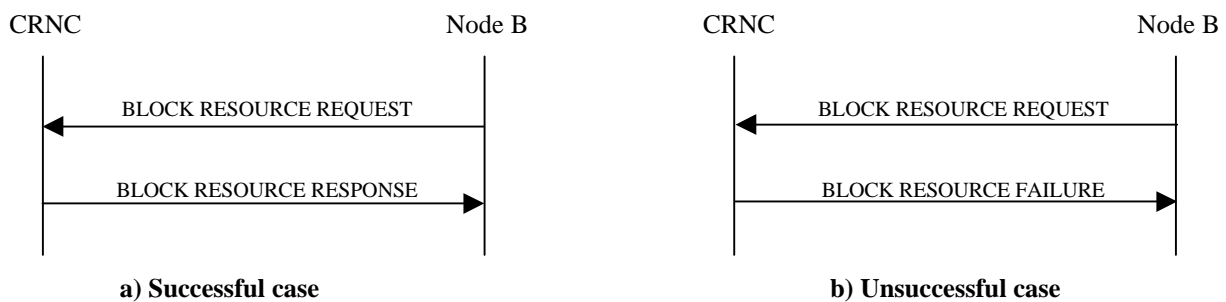 CRNC
Node B
BLOCK RESOURCE REQUEST
BLOCK RESOURCE RESPONSE
a) Successful case
CRNC
Node B
BLOCK RESOURCE REQUEST
BLOCK RESOURCE FAILURE
b) Unsuccessful case